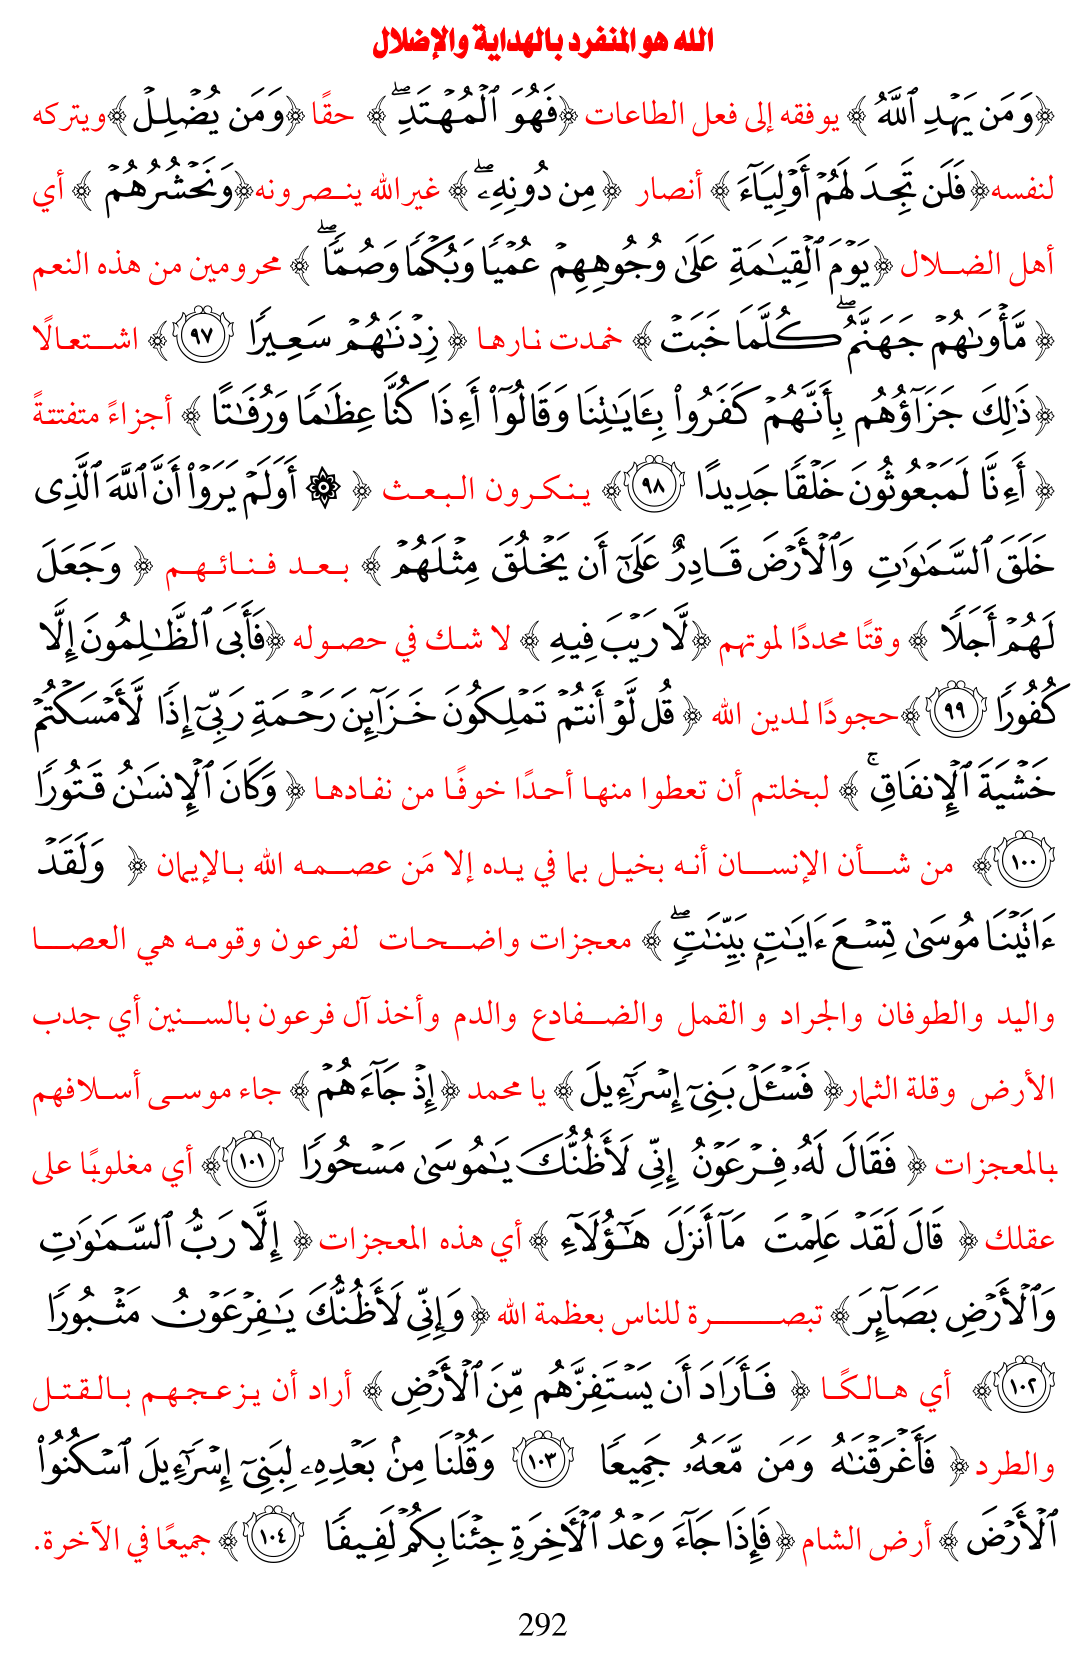 الله هو المنفرد بالهداية والإضلال
﴿وَمَن يَهْدِ ٱللَّهُ ﴾ يوفقه إلى فعل الطاعات ﴿فَهُوَ ٱلْمُهْتَدِۖ ﴾ حقًا ﴿وَمَن يُضْلِلْ ﴾ويتركه
لنفسه﴿فَلَن تَجِدَ لَهُمْ أَوْلِيَآءَ ﴾ أنصار ﴿ مِن دُونِهِۦۖ ﴾ غير الله ينصرونه﴿وَنَحْشُرُهُمْ ﴾ أي
أهل الضلال ﴿يَوْمَ ٱلْقِيَـٰمَةِ عَلَىٰ وُجُوهِهِمْ عُمْيًا وَبُكْمًا وَصُمًّاۖ ﴾ محرومين من هذه النعم
﴿ مَّأْوَىٰهُمْ جَهَنَّمُۖ كُلَّمَا خَبَتْ ﴾ خمدت نارها ﴿ زِدْنَـٰهُمْ سَعِيرًا ٩٧﴾ اشتعالًا
﴿ذَٰلِكَ جَزَآؤُهُم بِأَنَّهُمْ كَفَرُوا۟ بِـَٔايَـٰتِنَا وَقَالُوٓا۟ أَءِذَا كُنَّا عِظَـٰمًا وَرُفَـٰتًا ﴾ أجزاءً متفتتةً
﴿ أَءِنَّا لَمَبْعُوثُونَ خَلْقًا جَدِيدًا ٩٨﴾ ينكرون البعث ﴿ ۞ أَوَلَمْ يَرَوْا۟ أَنَّ ٱللَّهَ ٱلَّذِى
خَلَقَ ٱلسَّمَـٰوَٰتِ وَٱلْأَرْضَ قَادِرٌ عَلَىٰٓ أَن يَخْلُقَ مِثْلَهُمْ ﴾ بعد فنائهم ﴿ وَجَعَلَ
لَهُمْ أَجَلًا ﴾ وقتًا محددًا لموتهم ﴿لَّا رَيْبَ فِيهِ ﴾ لا شك في حصوله ﴿فَأَبَى ٱلظَّـٰلِمُونَ إِلَّا
كُفُورًا ٩٩﴾حجودًا لدين الله ﴿ قُل لَّوْ أَنتُمْ تَمْلِكُونَ خَزَآئِنَ رَحْمَةِ رَبِّىٓ إِذًا لَّأَمْسَكْتُمْ
خَشْيَةَ ٱلْإِنفَاقِۚ ﴾ لبخلتم أن تعطوا منها أحدًا خوفًا من نفادها ﴿ وَكَانَ ٱلْإِنسَـٰنُ قَتُورًا
١٠٠﴾ من شأن الإنسان أنه بخيل بما في يده إلا مَن عصمه الله بالإيمان ﴿ وَلَقَدْ
ءَاتَيْنَا مُوسَىٰ تِسْعَ ءَايَـٰتٍۭ بَيِّنَـٰتٍۖ ﴾ معجزات واضحات لفرعون وقومه هي العصا
واليد والطوفان والجراد و القمل والضفادع والدم وأخذ آل فرعون بالسنين أي جدب
الأرض وقلة الثمار﴿ فَسْـَٔلْ بَنِىٓ إِسْرَٰٓءِيلَ ﴾ يا محمد ﴿إِذْ جَآءَهُمْ ﴾ جاء موسى أسلافهم
بالمعجزات ﴿ فَقَالَ لَهُۥ فِرْعَوْنُ إِنِّى لَأَظُنُّكَ يَـٰمُوسَىٰ مَسْحُورًا ١٠١﴾ أي مغلوبًا على
عقلك ﴿ قَالَ لَقَدْ عَلِمْتَ مَآ أَنزَلَ هَـٰٓؤُلَآءِ ﴾ أي هذه المعجزات ﴿ إِلَّا رَبُّ ٱلسَّمَـٰوَٰتِ
وَٱلْأَرْضِ بَصَآئِرَ ﴾ تبصرة للناس بعظمة الله ﴿وَإِنِّى لَأَظُنُّكَ يَـٰفِرْعَوْنُ مَثْبُورًا
١٠٢﴾ أي هالكًا ﴿ فَأَرَادَ أَن يَسْتَفِزَّهُم مِّنَ ٱلْأَرْضِ ﴾ أراد أن يزعجهم بالقتل
والطرد ﴿ فَأَغْرَقْنَـٰهُ وَمَن مَّعَهُۥ جَمِيعًا ١٠٣ وَقُلْنَا مِنۢ بَعْدِهِۦ لِبَنِىٓ إِسْرَٰٓءِيلَ ٱسْكُنُوا۟
ٱلْأَرْضَ ﴾ أرض الشام ﴿فَإِذَا جَآءَ وَعْدُ ٱلْـَٔاخِرَةِ جِئْنَا بِكُمْ لَفِيفًا ١٠٤﴾ جميعًا في الآخرة.
292